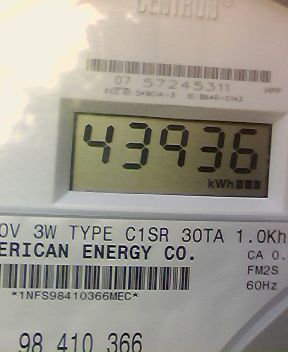 CENTRON
07 57245311
HPP
43936
kWh
0V 3W TYPE C1SR 30TA 1.0Kh
ERICAN ENERGY CO.
CA 0.
FM2S
*1NFS98410366MEC*
60Hz
98 410 366